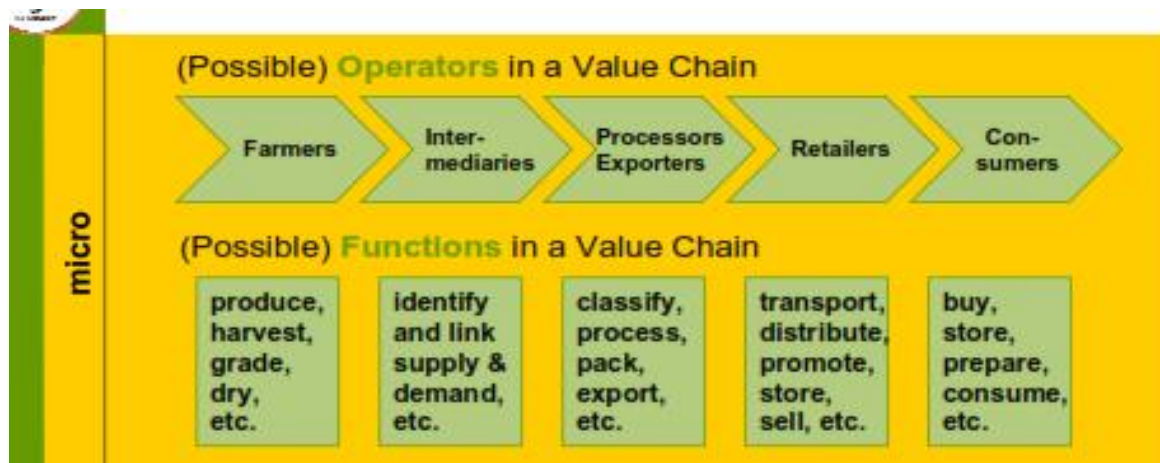 (Possible) Operators in a Value Chain
Farmers
Inter-
mediaries
Processors
Exporters
Retailers
Con-
sumers
micro
(Possible) Functions in a Value Chain
produce,
harvest,
grade,
dry,
etc.
identify
and link
supply &
demand,
etc.
classify,
process,
pack,
export,
etc.
transport,
distribute,
promote,
store,
sell, etc.
buy,
store,
prepare,
consume,
etc.